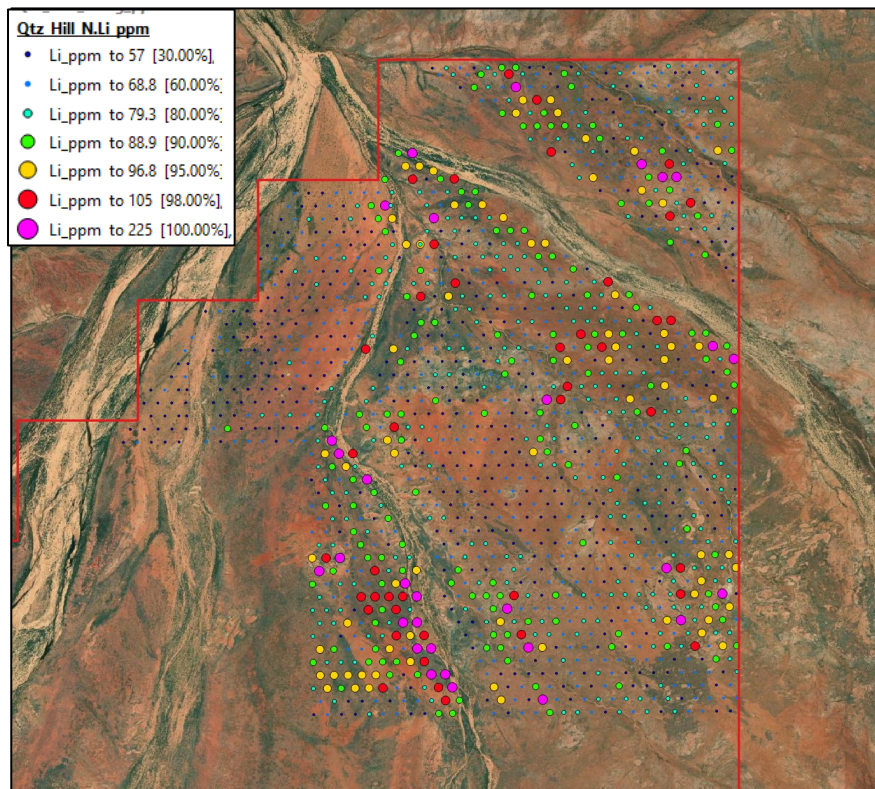 Qtz Hill N.Li ppm
Li_ppm to 57 [30.00%],
Li_ppm to 68.8 [60.00%]
Li_ppm to 79.3 [80.00%]
Li_ppm to 88.9 [90.00%]
Li_ppm to 96.8 [95.00%]
Li_ppm to 105 [98.00%],
Li_ppm to 225 [100.00%],